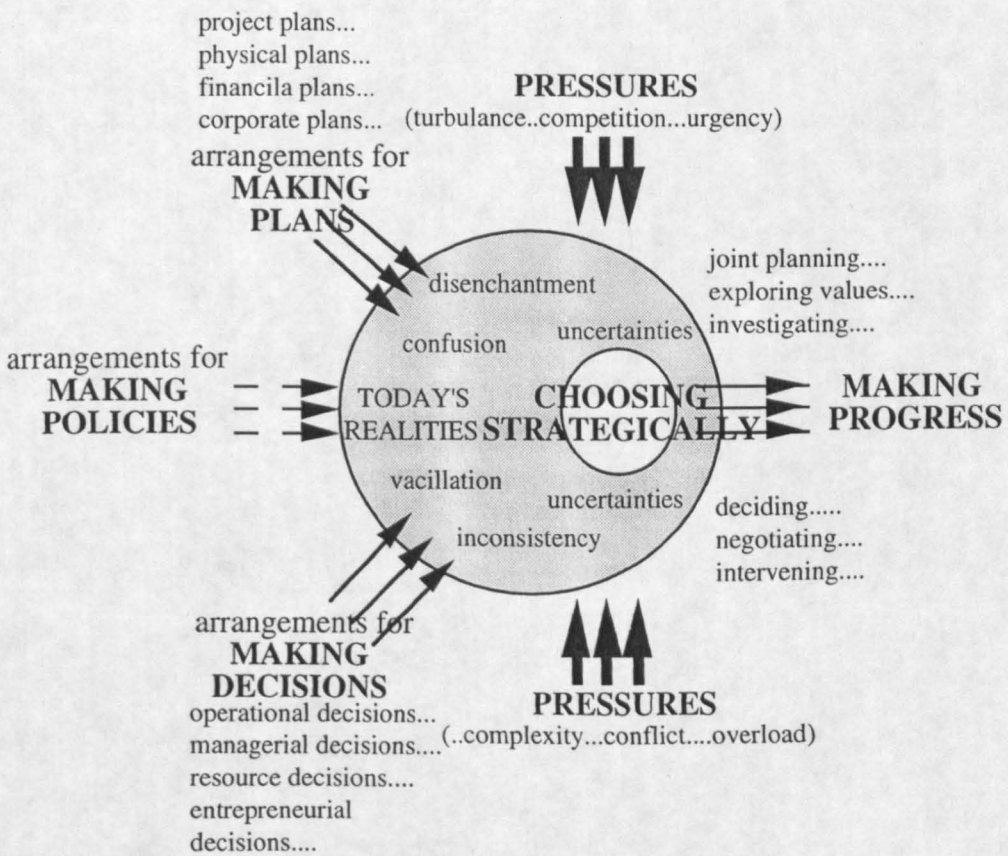 project plans...
physical plans...
financila plans...
corporate plans...
arrangements for
MAKING
PLANS
PRESSURES
(turbulance..competition...urgency)
disenchantment
confusion
uncertainties
joint planning....
exploring values....
investigating....
arrangements for
MAKING
POLICIES
TODAY'S
REALITIES
CHOOSING
STRATEGICALLY
MAKING
PROGRESS
vacillation
uncertainties
inconsistency
deciding.....
negotiating....
intervening....
arrangements for
MAKING
DECISIONS
operational decisions...
managerial decisions....
resource decisions....
entrepreneurial
decisions....
PRESSURES
(..complexity...conflict....overload)